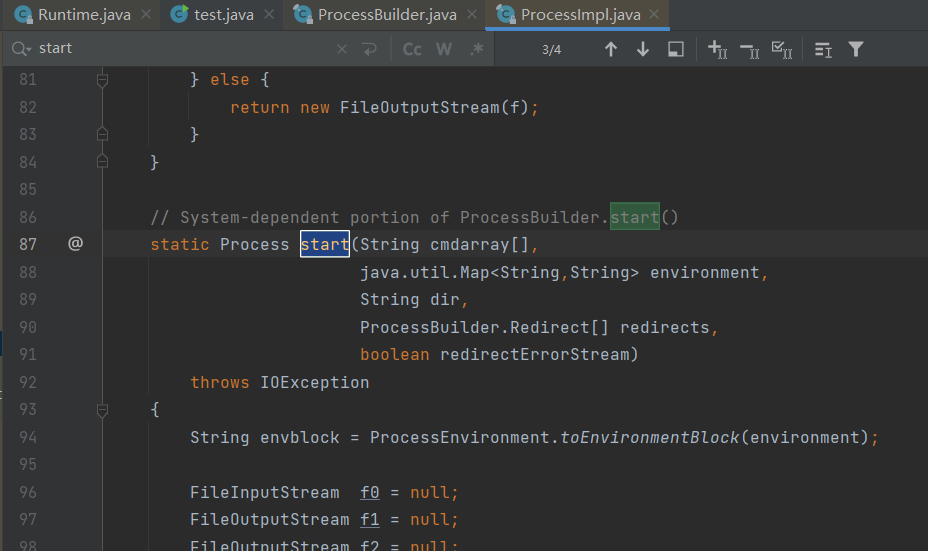 Runtime.java test.java ProcessBuilder.java ProcessImpl.java
start Cc W .* 3/4
81 } else {
82 return new FileOutputStream(f);
83 }
84 }
85
86 // System-dependent portion of ProcessBuilder.start()
87 @ static Process start(String cmdarray[],
88 java.util.Map<String,String> environment,
89 String dir,
90 ProcessBuilder.Redirect[] redirects,
91 boolean redirectErrorStream)
92 throws IOException
93 {
94 String envblock = ProcessEnvironment.toEnvironmentBlock(environment);
95
96 FileInputStream f0 = null;
97 FileOutputStream f1 = null;
98 FileOutputStream f2 = null;